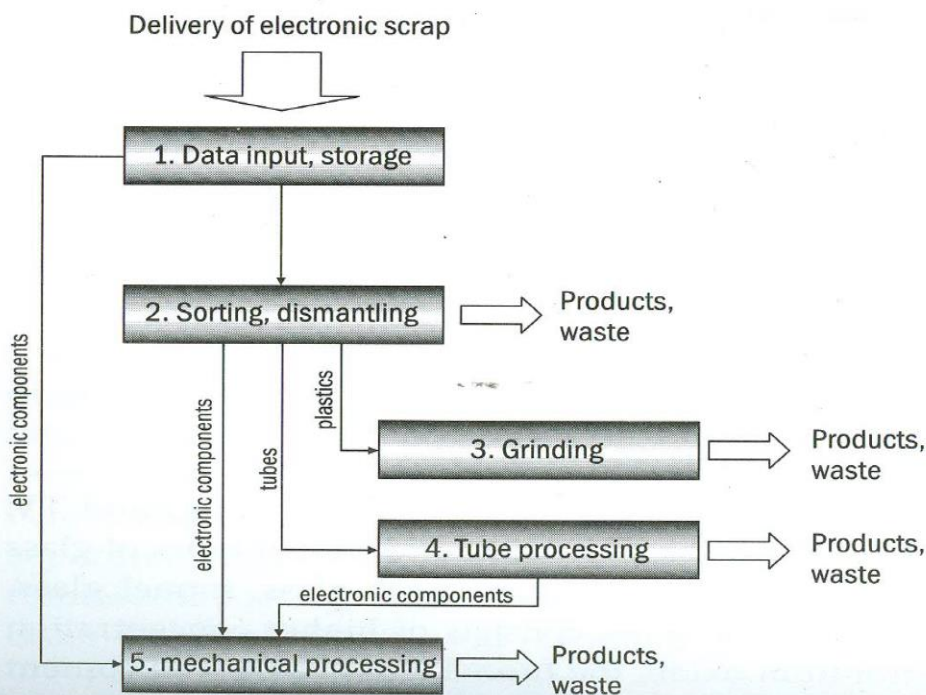 Delivery of electronic scrap
1. Data input, storage
2. Sorting, dismantling
Products,
waste
electronic components
electronic components
tubes
plastics
3. Grinding
Products,
waste
4. Tube processing
Products,
waste
electronic components
5. mechanical processing
Products,
waste